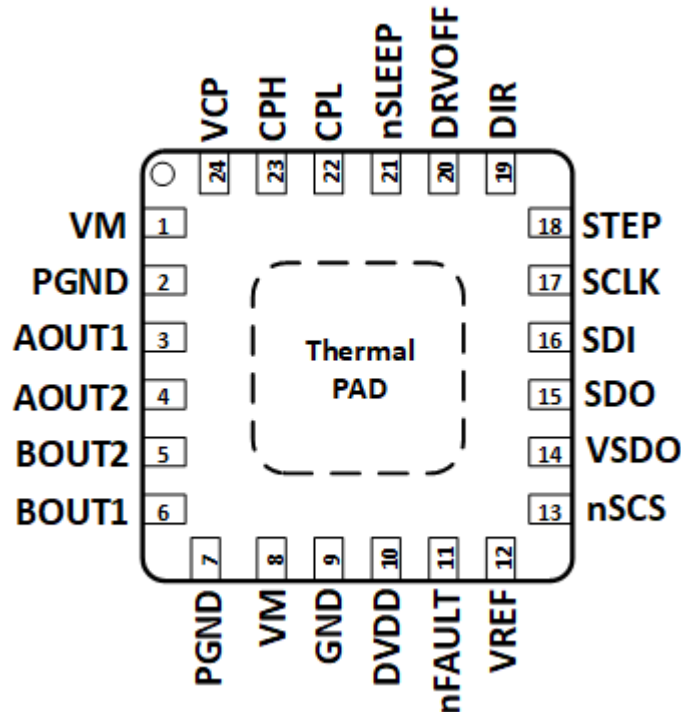 VCP
CPH
CPL
nSLEEP
DRVOFF
DIR
24
23
22
21
20
19
VM 1
PGND 2
AOUT1 3
AOUT2 4
BOUT2 5
BOUT1 6
Thermal
PAD
18 STEP
17 SCLK
16 SDI
15 SDO
14 VSDO
13 nSCS
7
8
9
10
11
12
PGND
VM
GND
DVDD
nFAULT
VREF